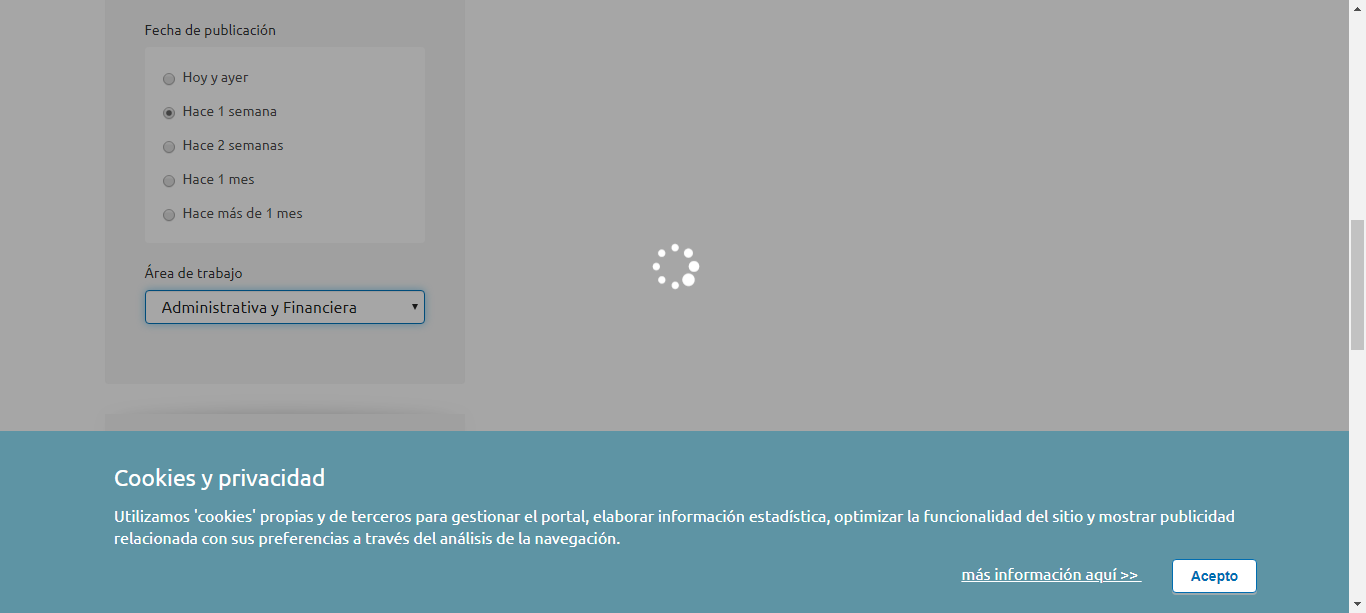 Fecha de publicación
Hoy y ayer
Hace 1 semana
Hace 2 semanas
Hace 1 mes
Hace más de 1 mes
Área de trabajo
Administrativa y Financiera
Cookies y privacidad
Utilizamos 'cookies' propias y de terceros para gestionar el portal, elaborar información estadística, optimizar la funcionalidad del sitio y mostrar publicidad
relacionada con sus preferencias a través del análisis de la navegación.
más información aquí >>
Acepto